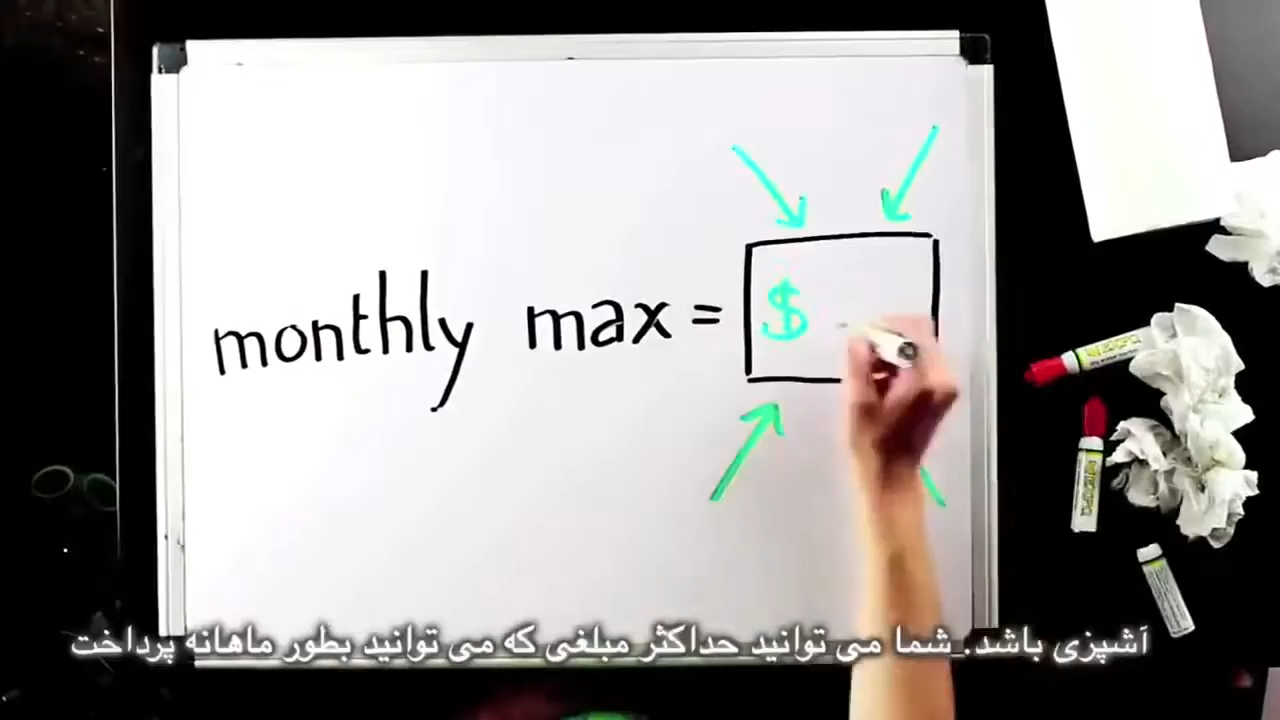 monthly max = $
آشپزی باشد. شما می توانید حداکثر مبلغی که می توانید بطور ماهانه پرداخت